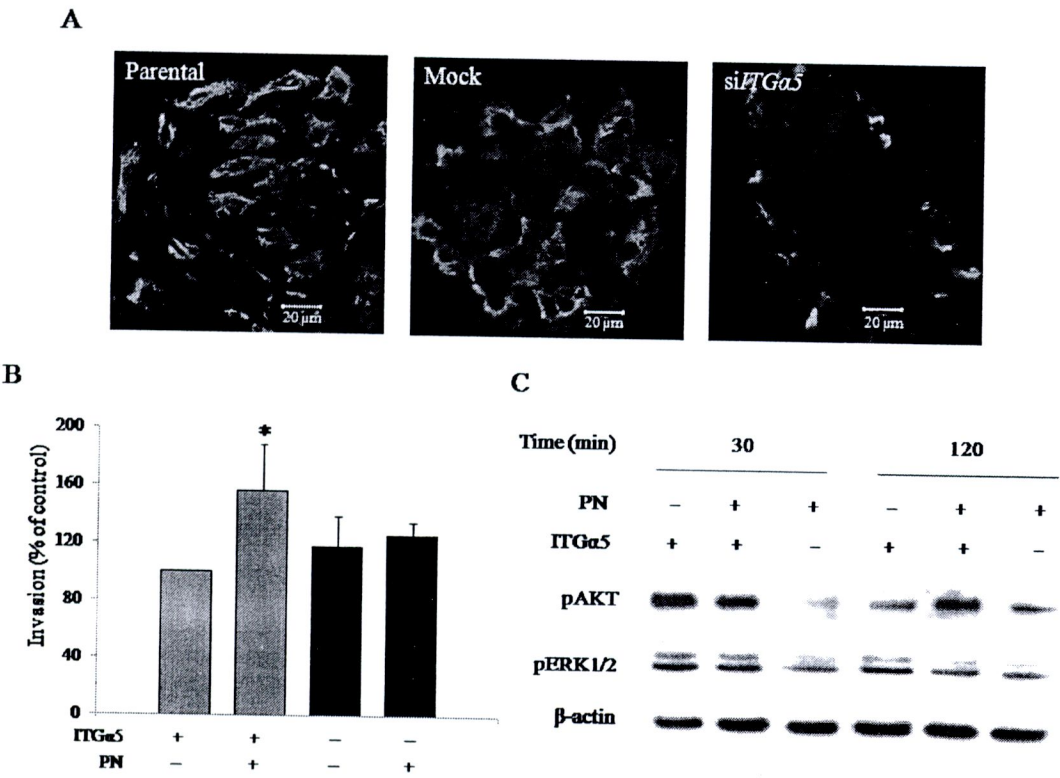 A
Parental
Mock
siITGα5
20 µm
20 µm
20 µm
B
Invasion (% of control)
200
160
120
80
40
0
*
ITGα5 + + – –
PN – + – +
C
Time (min) 30 120
PN – + + – + +
ITGα5 + + – + + –
pAKT
pERK1/2
β-actin